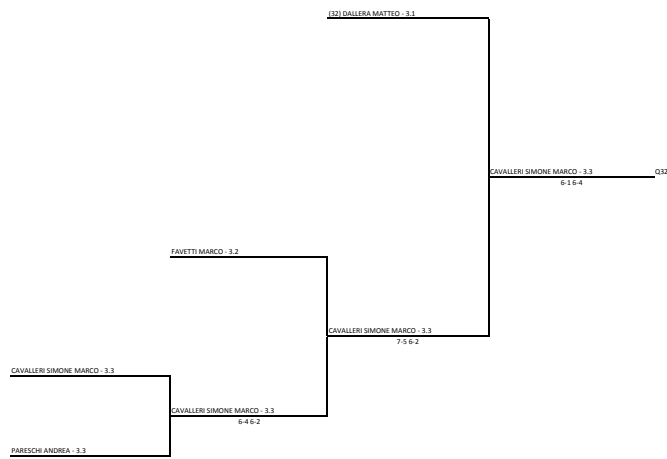 (32) DALLERA MATTEO - 3.1
CAVALLERI SIMONE MARCO - 3.3
Q32
6-1 6-4
FAVETTI MARCO - 3.2
CAVALLERI SIMONE MARCO - 3.3
7-5 6-2
CAVALLERI SIMONE MARCO - 3.3
CAVALLERI SIMONE MARCO - 3.3
6-4 6-2
PARESCHI ANDREA - 3.3